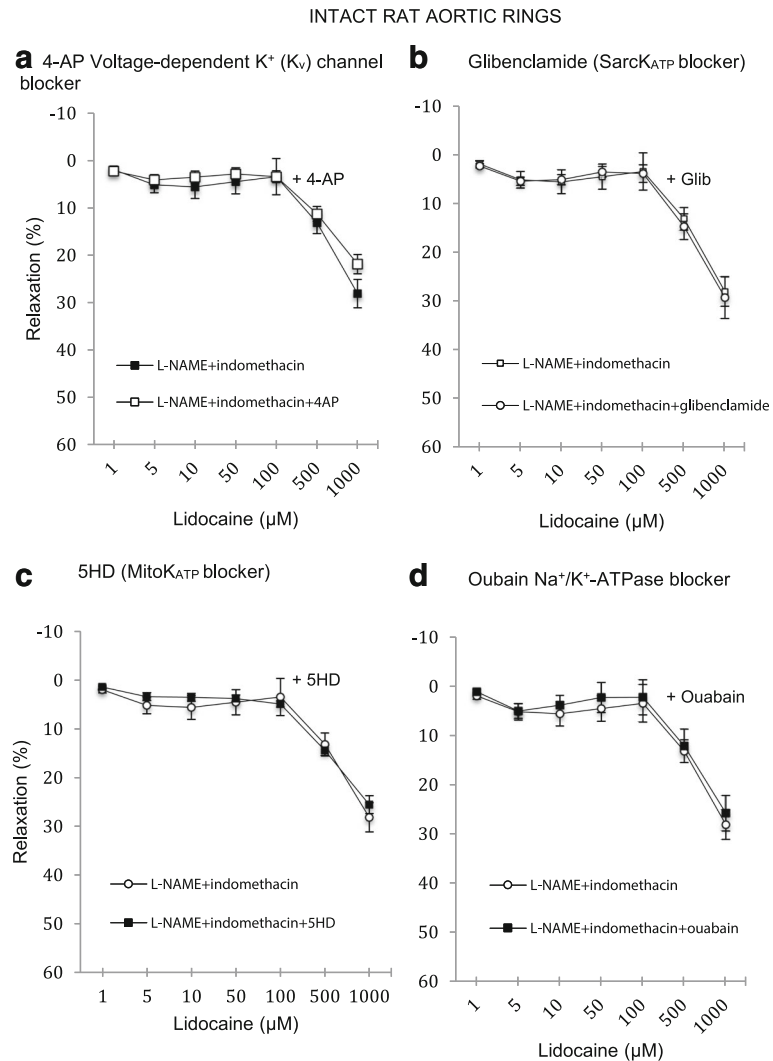 INTACT RAT AORTIC RINGS
a 4-AP Voltage-dependent K⁺ (Kᵥ) channel
blocker
-10
0
10
20
30
40
50
60
Relaxation (%)
+ 4-AP
L-NAME+indomethacin
L-NAME+indomethacin+4AP
1 5 10 50 100 500 1000
Lidocaine (µM)
b Glibenclamide (SarcKATP blocker)
-10
0
10
20
30
40
50
60
+ Glib
L-NAME+indomethacin
L-NAME+indomethacin+glibenclamide
1 5 10 50 100 500 1000
Lidocaine (µM)
c 5HD (MitoKATP blocker)
-10
0
10
20
30
40
50
60
Relaxation (%)
+ 5HD
L-NAME+indomethacin
L-NAME+indomethacin+5HD
1 5 10 50 100 500 1000
Lidocaine (µM)
d Oubain Na⁺/K⁺-ATPase blocker
-10
0
10
20
30
40
50
60
+ Ouabain
L-NAME+indomethacin
L-NAME+indomethacin+ouabain
1 5 10 50 100 500 1000
Lidocaine (µM)